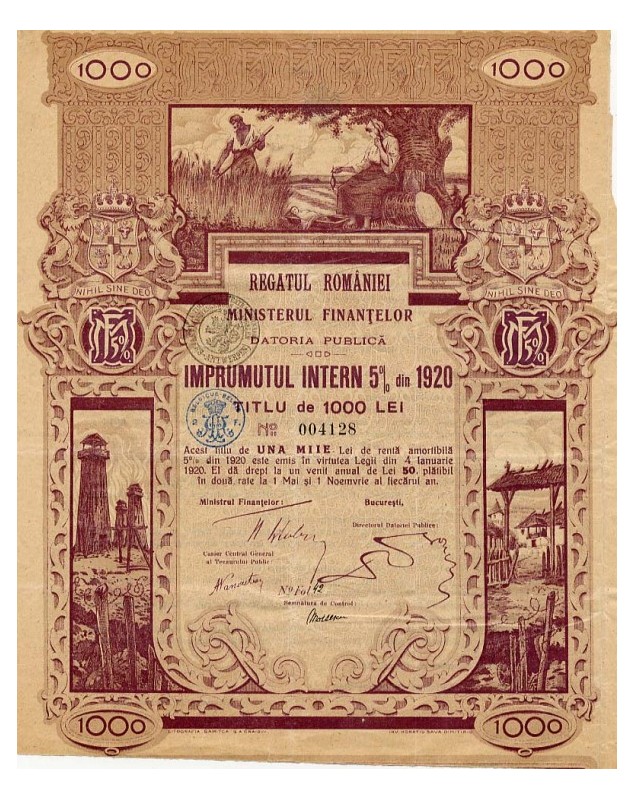 1000 1000
NIHIL SINE DEO NIHIL SINE DEO
REGATUL ROMÂNIEI
MINISTERUL FINANŢELOR
DATORIA PUBLICĂ
IMPRUMUTUL INTERN 5% din 1920
TITLU de 1000 LEI
No 004128
Acest titlu de UNA MIIE Lei de rentă amortibilă
5% din 1920 este emis în virtutea Legii din 4 Ianuarie
1920. El dă drept la un venit anual de Lei 50, plătibil
în două rate la 1 Mai şi 1 Noemvrie al fiecărui an.
Ministrul Finanţelor: Bucureşti,
Directorul Datoriei Publice:
Casier Central General
al Tezaurului Public:
No Fol 42
Semnatura de Control:
1000 1000